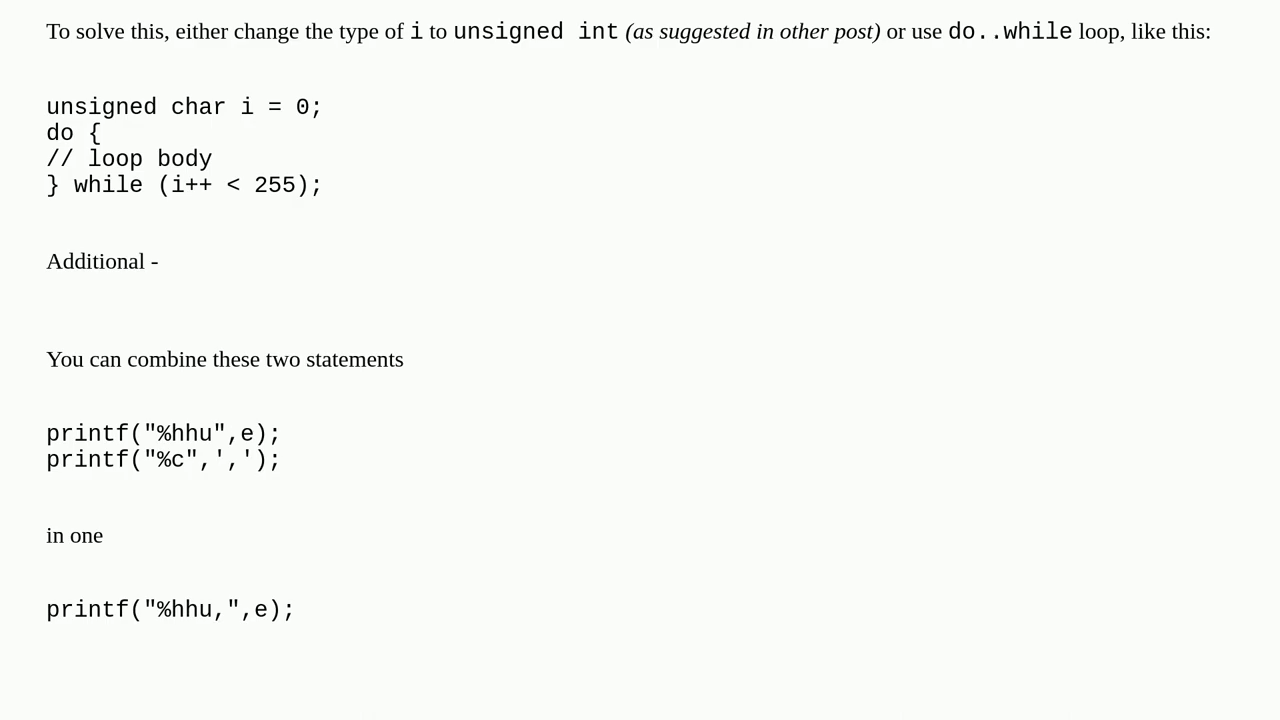 To solve this, either change the type of i to unsigned int (as suggested in other post) or use do..while loop, like this:
unsigned char i = 0;
do {
// loop body
} while (i++ < 255);
Additional -
You can combine these two statements
printf("%hhu",e);
printf("%c",',');
in one
printf("%hhu,",e);